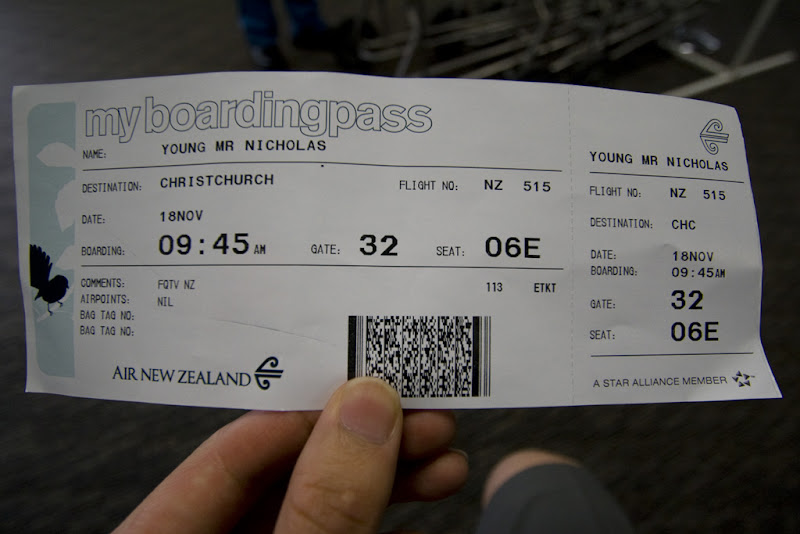 myboardingpass
NAME: YOUNG MR NICHOLAS
DESTINATION: CHRISTCHURCH FLIGHT NO: NZ 515
DATE: 18NOV
BOARDING: 09:45 AM GATE: 32 SEAT: 06E
COMMENTS: FQTV NZ 113 ETKT
AIRPOINTS: NIL
BAG TAG NO:
BAG TAG NO:
AIR NEW ZEALAND
YOUNG MR NICHOLAS
FLIGHT NO: NZ 515
DESTINATION: CHC
DATE: 18NOV
BOARDING: 09:45AM
GATE: 32
SEAT: 06E
A STAR ALLIANCE MEMBER